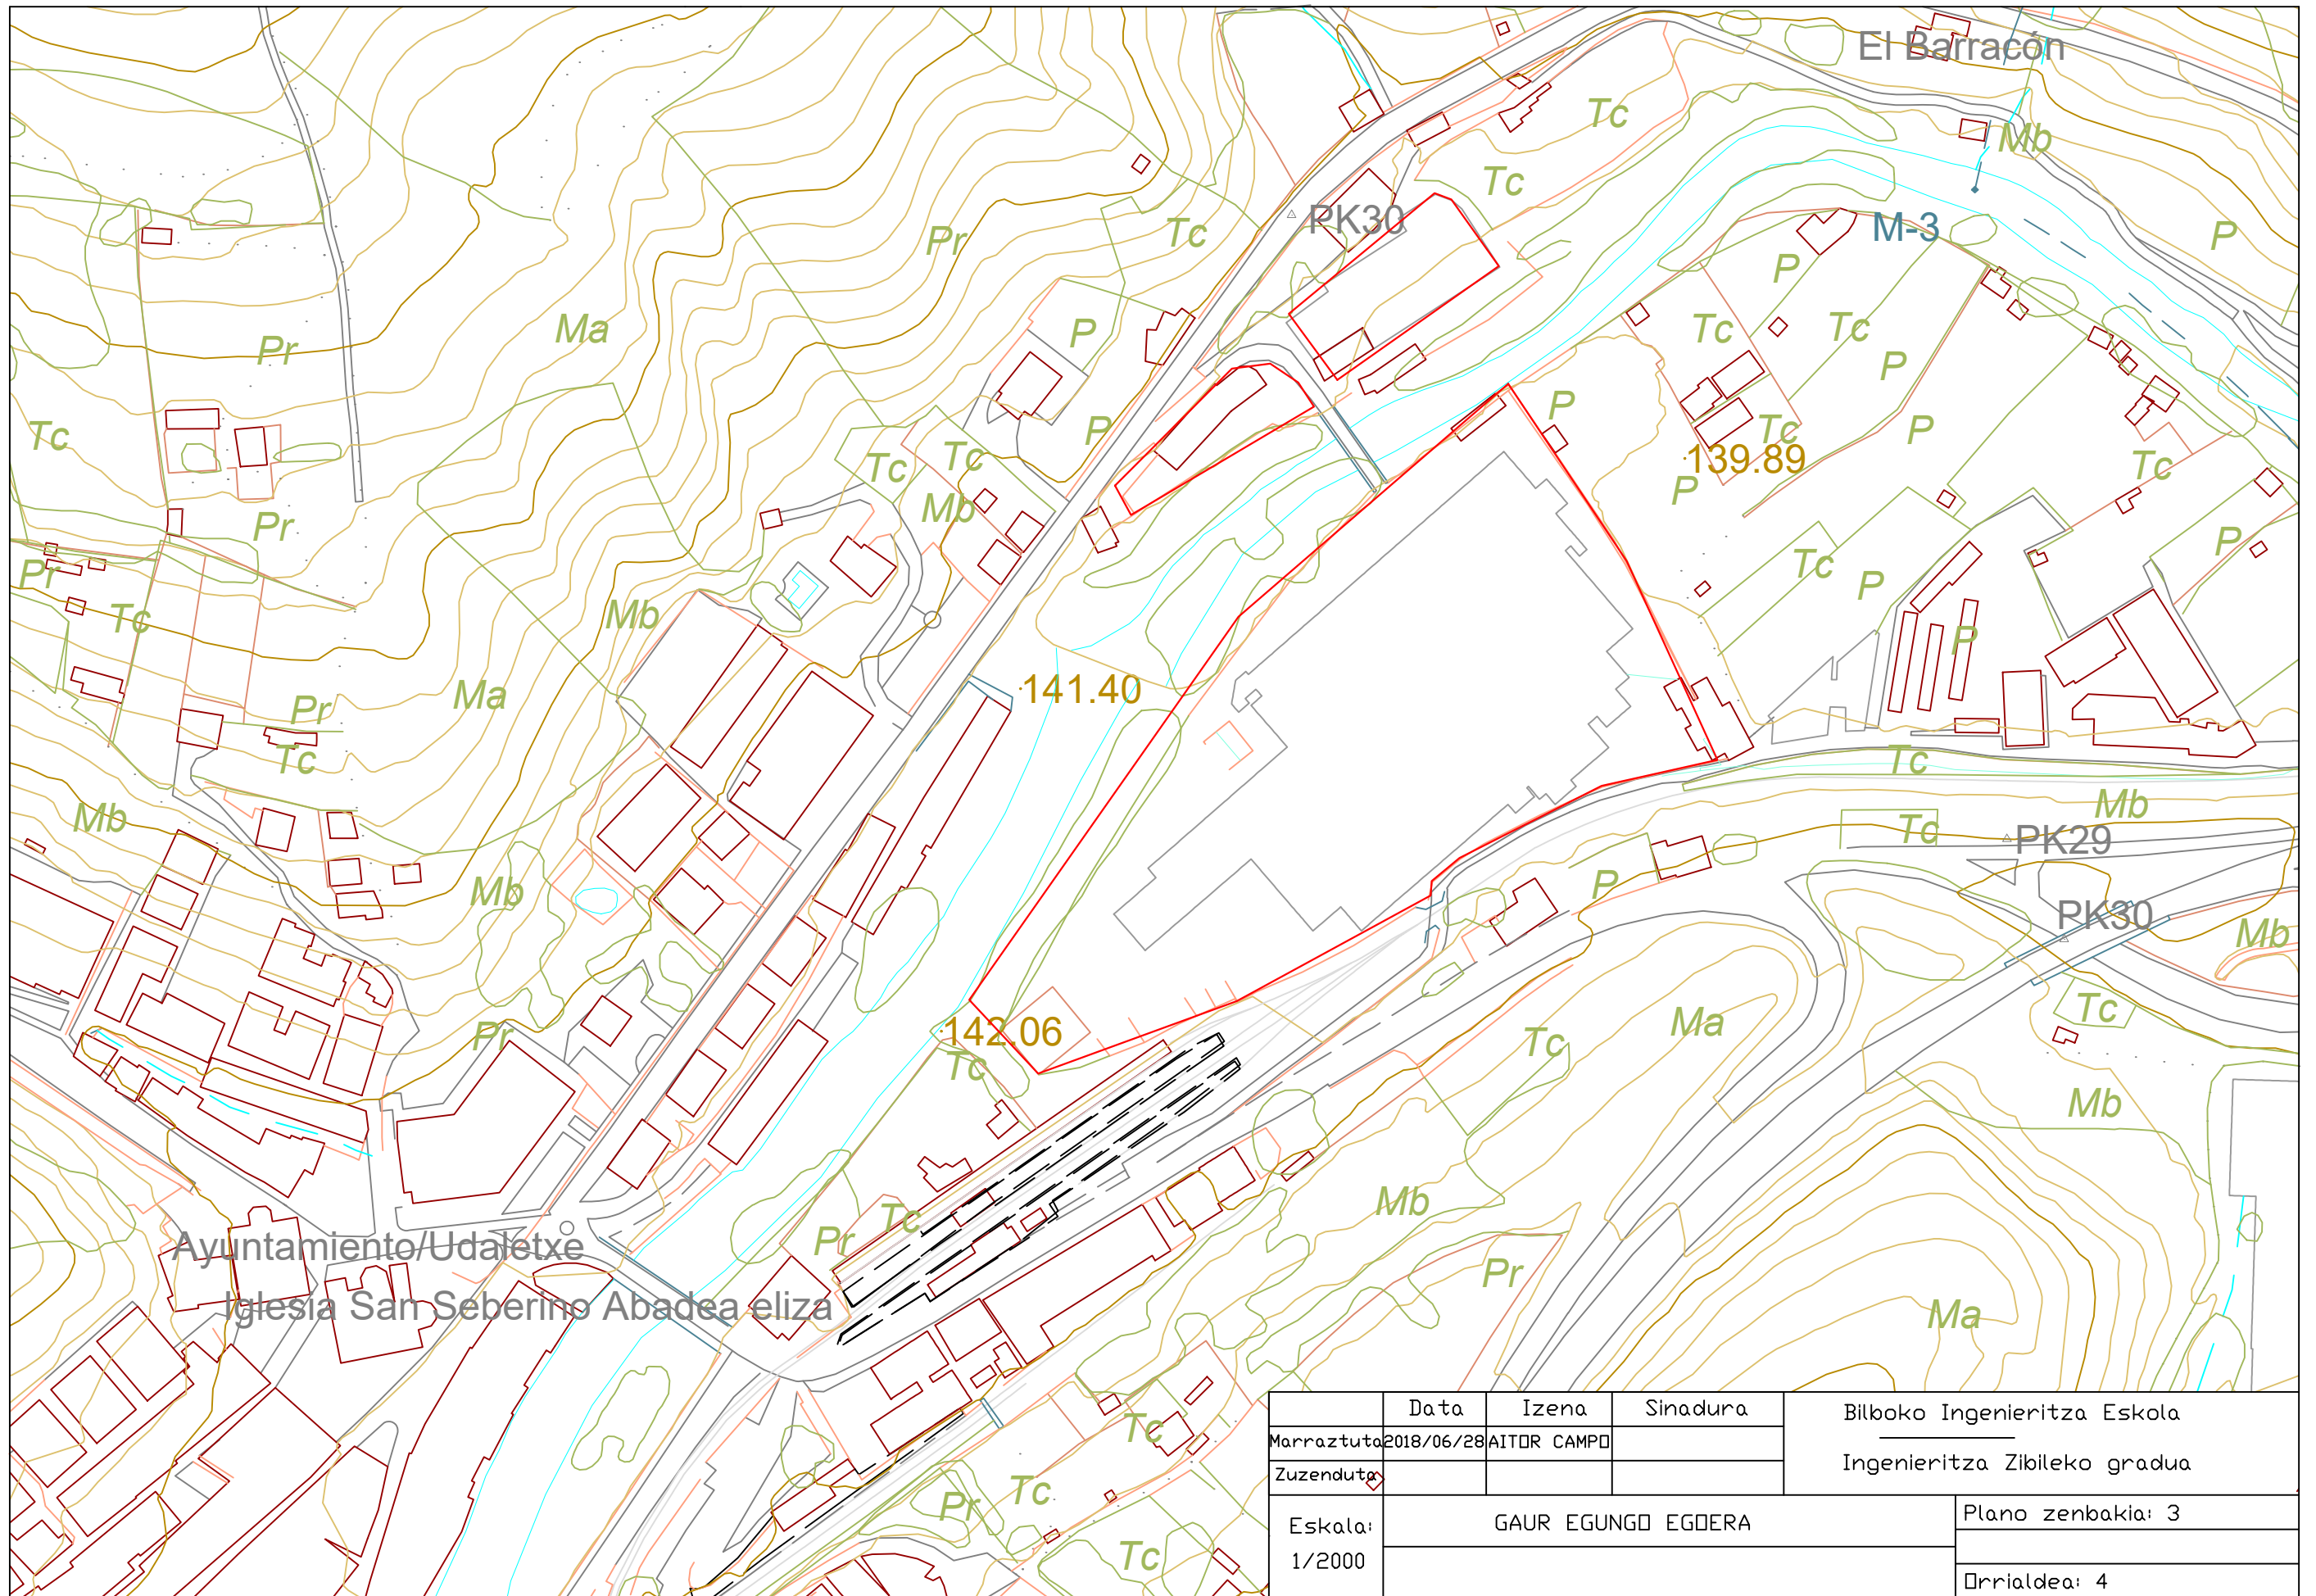 El Barracón
Tc
Mb
Tc
PK30
Tc
Pr
M-3
P
P
Pr
Ma
P
Tc
Tc
P
Tc
P
P
P
Tc
Tc
Tc
Tc
139.89
Tc
P
Mb
Pr
P
Pr
Tc
P
Tc
Mb
P
141.40
Ma
Pr
Tc
Tc
Mb
Mb
Tc
PK29
Mb
P
PK30
Mb
Tc
Ma
142.06
Pr
Tc
Tc
Mb
Mb
Tc
Pr
Ayuntamiento/Udaletxe
Pr
Iglesia San Seberino Abadea eliza
Ma
Tc
Tc
Pr
Tc
Data Izena Sinadura
Marraztuta 2018/06/28 AITOR CAMPO
Zuzenduta
Bilboko Ingenieritza Eskola
Ingenieritza Zibileko gradua
Eskala:
1/2000
GAUR EGUNGO EGOERA
Plano zenbakia: 3
Orrialdea: 4